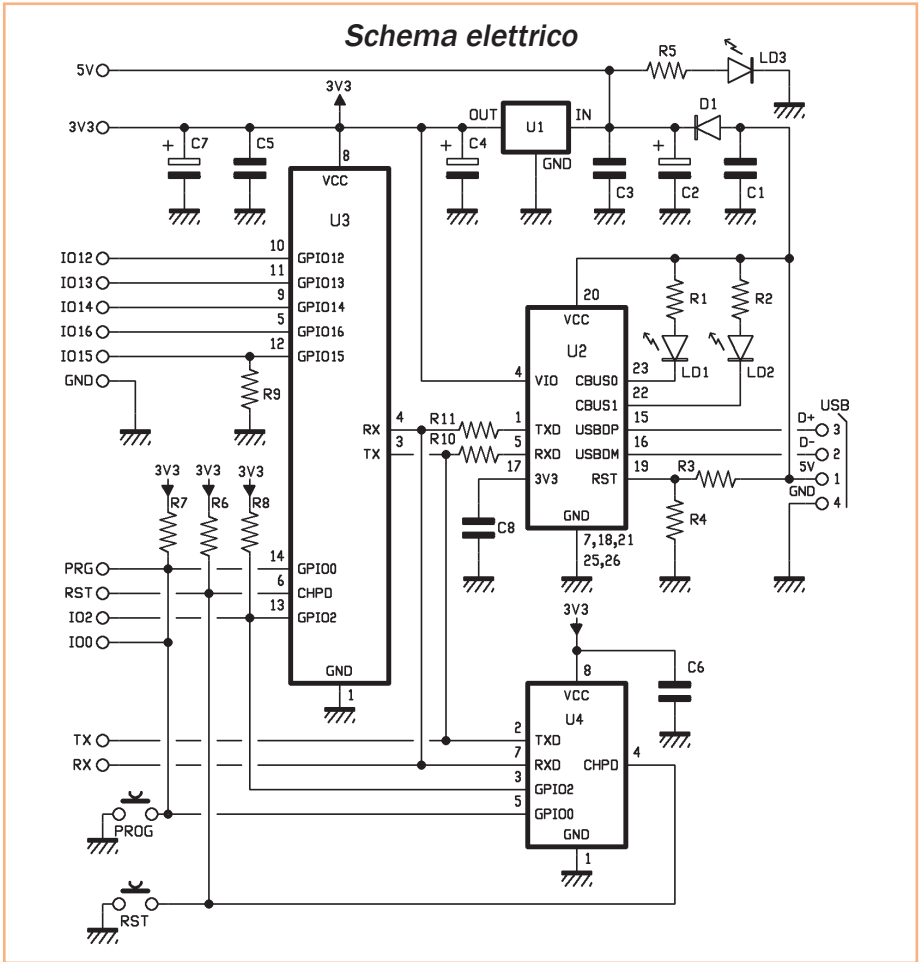 Schema elettrico
5V
R5
LD3
3V3
3V3
OUT
U1
IN
GND
D1
+
C7
C5
8
VCC
+
C4
C3
+
C2
C1
U3
IO12
10
GPIO12
IO13
11
GPIO13
IO14
9
GPIO14
IO16
5
GPIO16
IO15
12
GPIO15
GND
R9
20
VCC
R1
R2
U2
4
VIO
CBUS0
23
LD1
LD2
CBUS1
22
RX
4
R11
1
TXD
USBDP
15
D+
3
USB
TX
3
R10
5
RXD
USBDM
16
D-
2
17
3V3
RST
19
R3
5V
1
GND
4
C8
GND
7,18,21
25,26
R4
3V3
3V3
3V3
R7
R6
R8
PRG
14
GPIO0
RST
6
CHPD
IO2
13
GPIO2
IO0
GND
1
3V3
8
VCC
C6
U4
TX
2
TXD
RX
7
RXD
CHPD
4
3
GPIO2
5
GPIO0
PROG
GND
1
RST